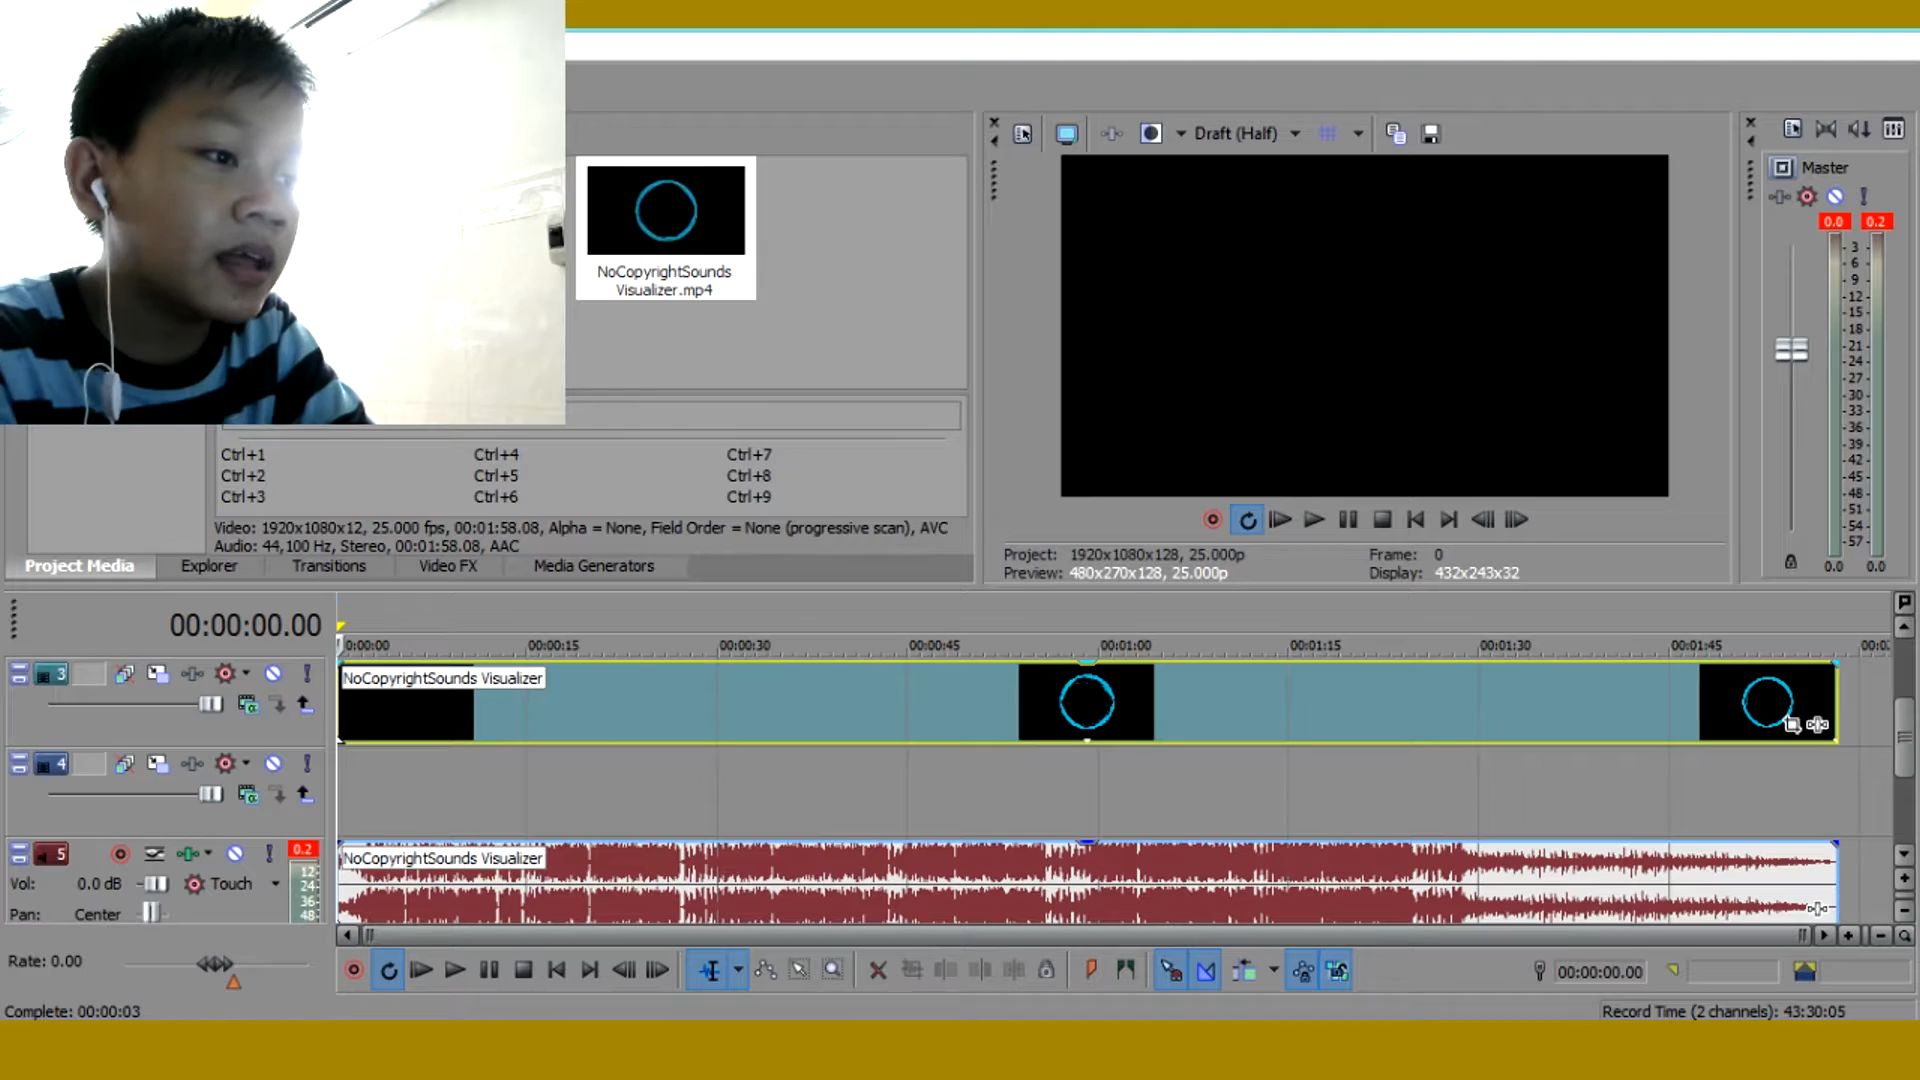 Draft (Half)
Master
0.0 0.2
NoCopyrightSounds
Visualizer.mp4
3
6
9
12
15
18
21
24
27
30
33
36
39
42
45
48
51
54
57
0.0 0.0
Ctrl+1 Ctrl+4 Ctrl+7
Ctrl+2 Ctrl+5 Ctrl+8
Ctrl+3 Ctrl+6 Ctrl+9
Video: 1920x1080x12, 25.000 fps, 00:01:58.08, Alpha = None, Field Order = None (progressive scan), AVC
Audio: 44,100 Hz, Stereo, 00:01:58.08, AAC
Project Media Explorer Transitions Video FX Media Generators
Project: 1920x1080x128, 25.000p Frame: 0
Preview: 480x270x128, 25.000p Display: 432x243x32
00:00:00.00
0:00:00 00:00:15 00:00:30 00:00:45 00:01:00 00:01:15 00:01:30 00:01:45
3
NoCopyrightSounds Visualizer
4
5
0.2
NoCopyrightSounds Visualizer
Vol: 0.0 dB Touch
Pan: Center
12
24
36
48
Rate: 0.00
00:00:00.00
Complete: 00:00:03
Record Time (2 channels): 43:30:05